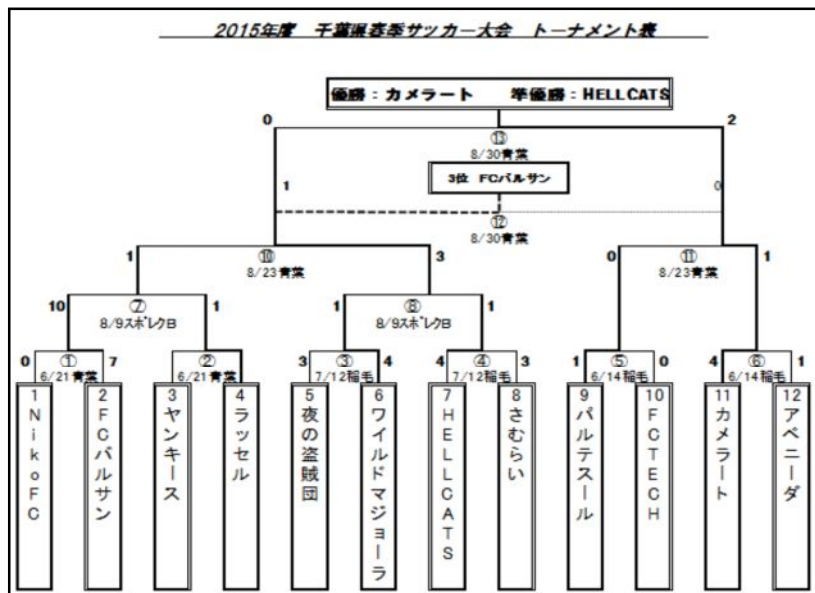 2015年度 千葉県春季サッカー大会 トーナメント表
優勝：カメラート 準優勝：HELLCATS
0 2
⑬
8/30青葉
3位 FCバルサン
1 0
⑫
8/30青葉
1 ⑩ 3 0 ⑪ 1
8/23青葉 8/23青葉
10 ⑦ 1 1 ⑧ 1
8/9スポレクB 8/9スポレクB
0 ① 7 ② 3 ③ 4 4 ④ 3 1 ⑤ 0 4 ⑥ 1
6/21青葉 6/21青葉 7/12稲毛 7/12稲毛 6/14稲毛 6/14稲毛
1 NikoFC
2 FCバルサン
3 ヤンキース
4 ラッセル
5 夜の盗賊団
6 ワイルドマジョーラ
7 HELLCATS
8 さむらい
9 パルテスール
10 FCTECH
11 カメラート
12 アベニーダ